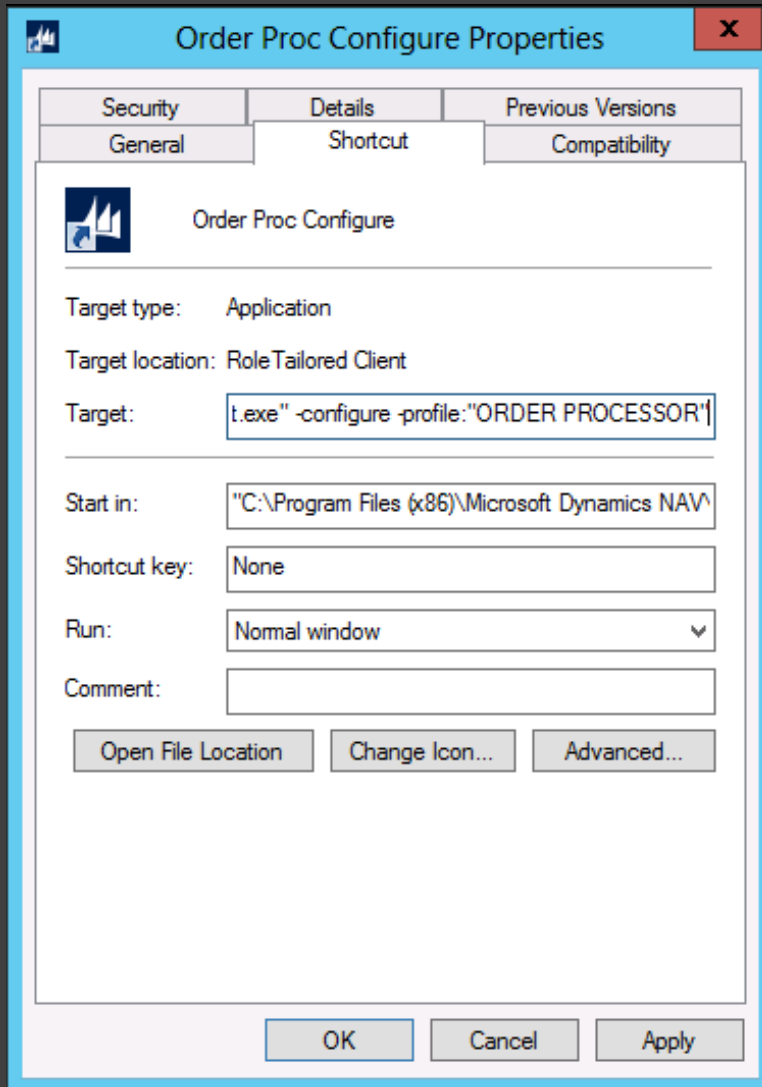 Order Proc Configure Properties
x
Security Details Previous Versions
General Shortcut Compatibility
Order Proc Configure
Target type: Application
Target location: RoleTailored Client
Target: t.exe" -configure -profile:"ORDER PROCESSOR"
Start in: "C:\Program Files (x86)\Microsoft Dynamics NAV\
Shortcut key: None
Run: Normal window
Comment:
Open File Location Change Icon... Advanced...
OK Cancel Apply